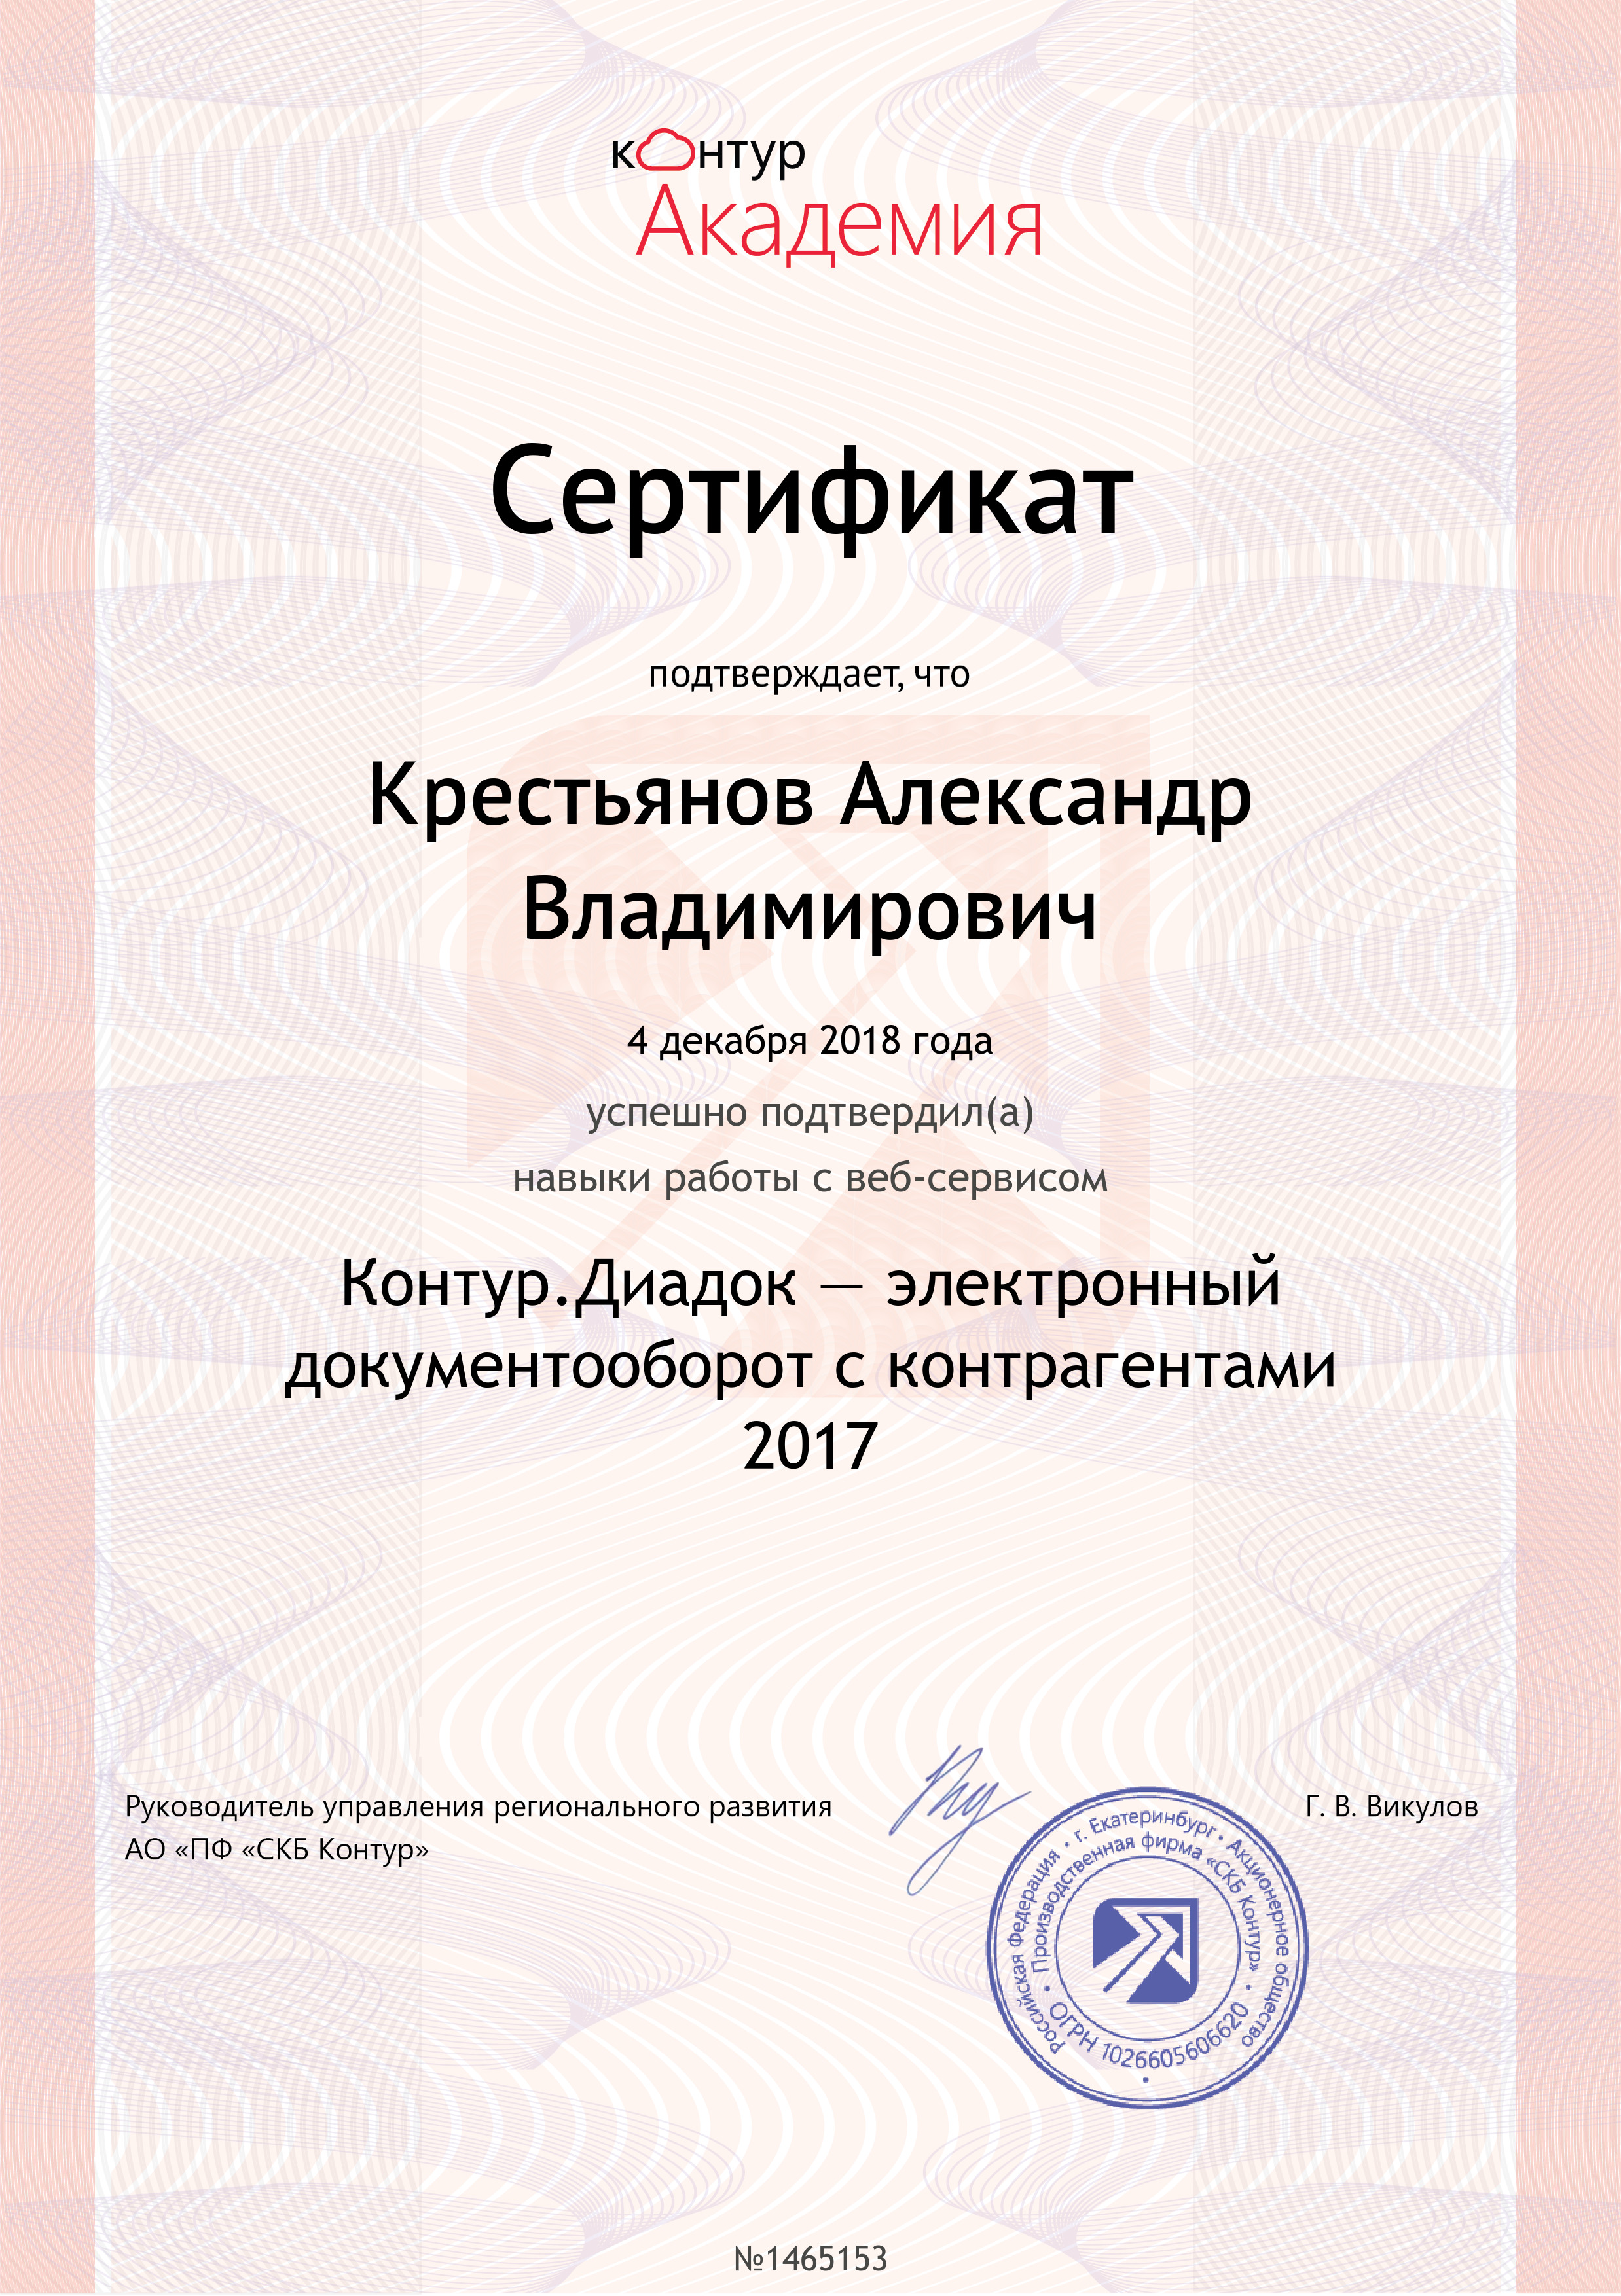 контур
Академия
Сертификат
подтверждает, что
Крестьянов Александр
Владимирович
4 декабря 2018 года
успешно подтвердил(а)
навыки работы с веб-сервисом
Контур.Диадок — электронный
документооборот с контрагентами
2017
Руководитель управления регионального развития
АО «ПФ «СКБ Контур»
Г. В. Викулов
Российская Федерация • г. Екатеринбург • Акционерное общество
• Производственная фирма «СКБ Контур» •
ОГРН 1026605606620
№1465153